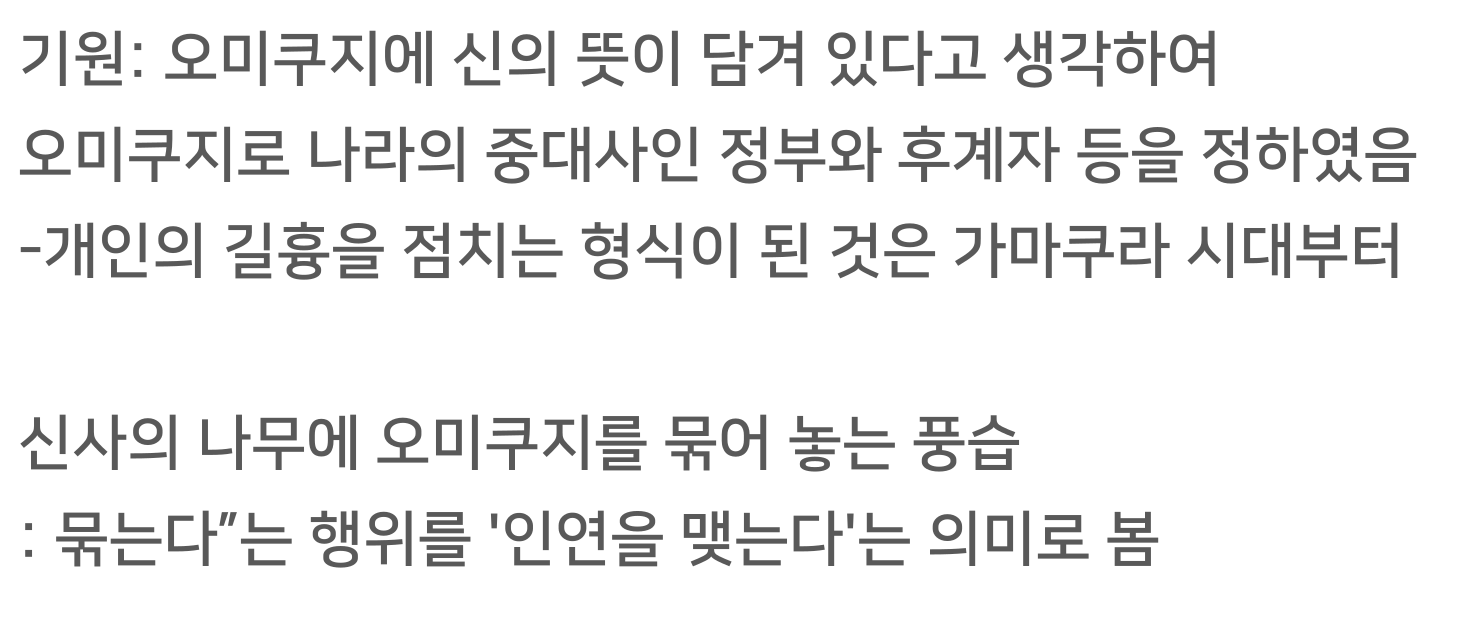 기원: 오미쿠지에 신의 뜻이 담겨 있다고 생각하여
오미쿠지로 나라의 중대사인 정부와 후계자 등을 정하였음
-개인의 길흉을 점치는 형식이 된 것은 가마쿠라 시대부터
신사의 나무에 오미쿠지를 묶어 놓는 풍습
: 묶는다”는 행위를 '인연을 맺는다'는 의미로 봄